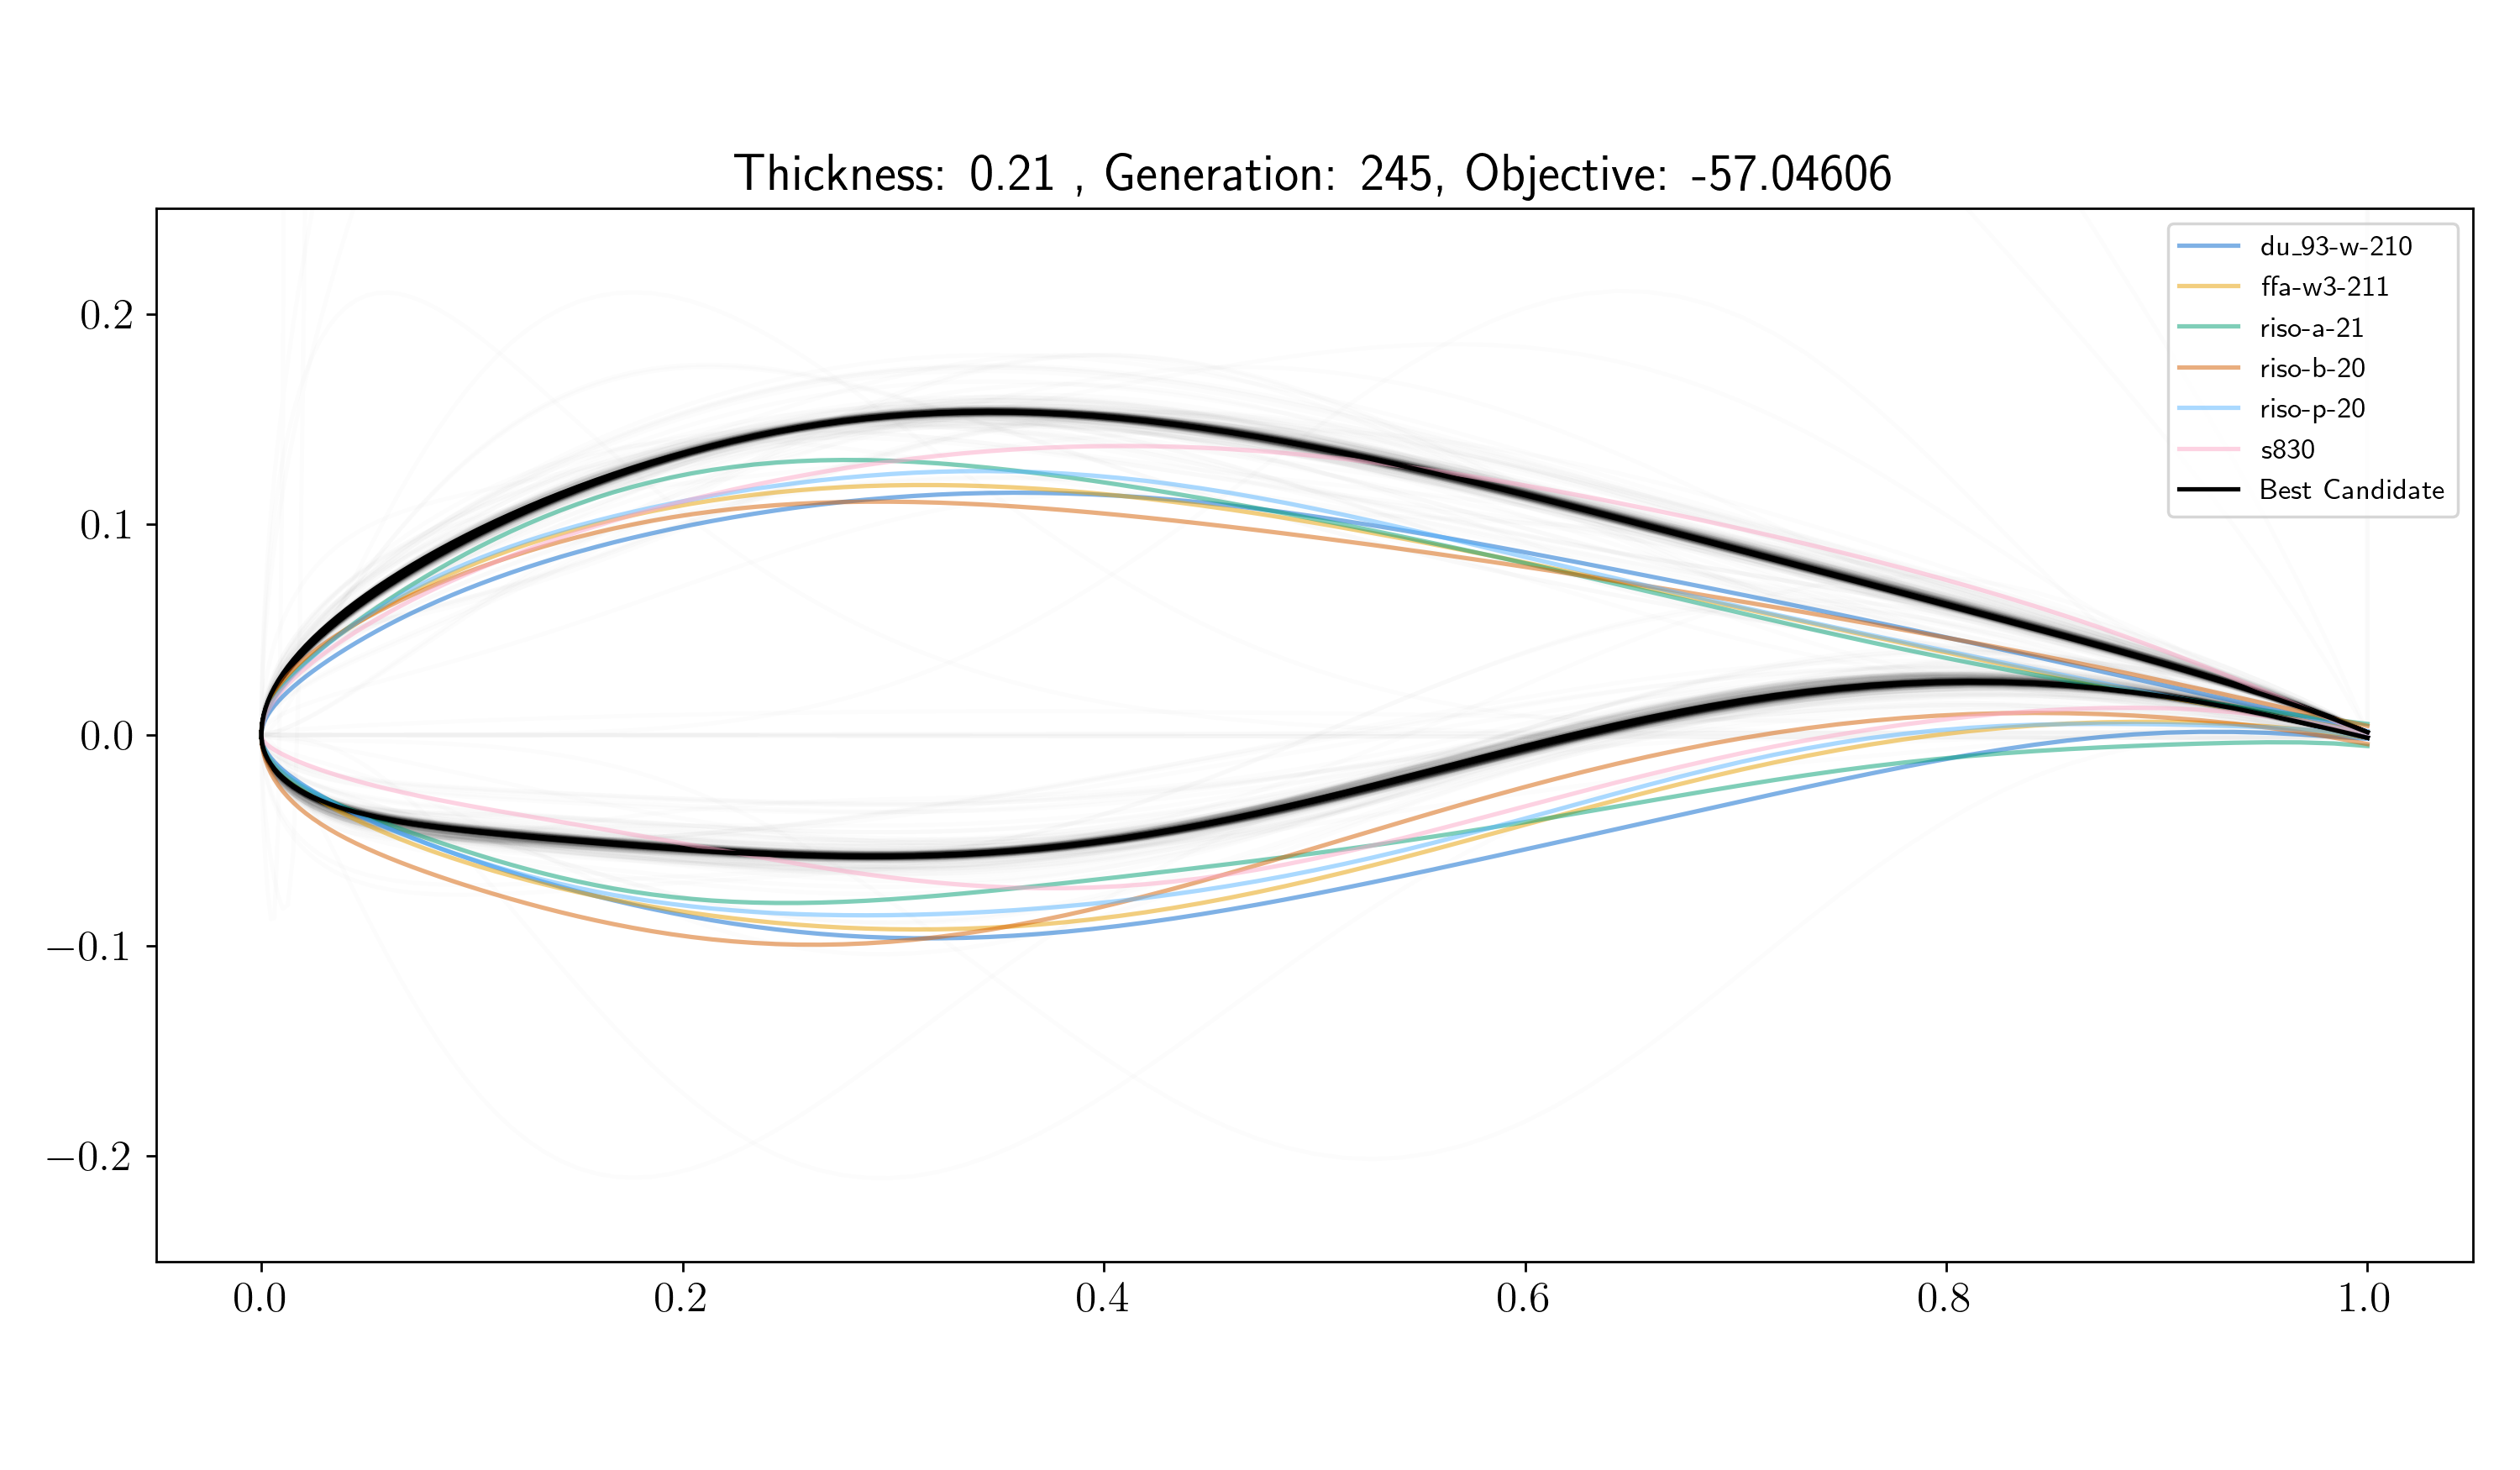 Thickness: 0.21 , Generation: 245, Objective: -57.04606
du_93-w-210
ffa-w3-211
riso-a-21
riso-b-20
riso-p-20
s830
Best Candidate
0.2
0.1
0.0
−0.1
−0.2
0.0 0.2 0.4 0.6 0.8 1.0